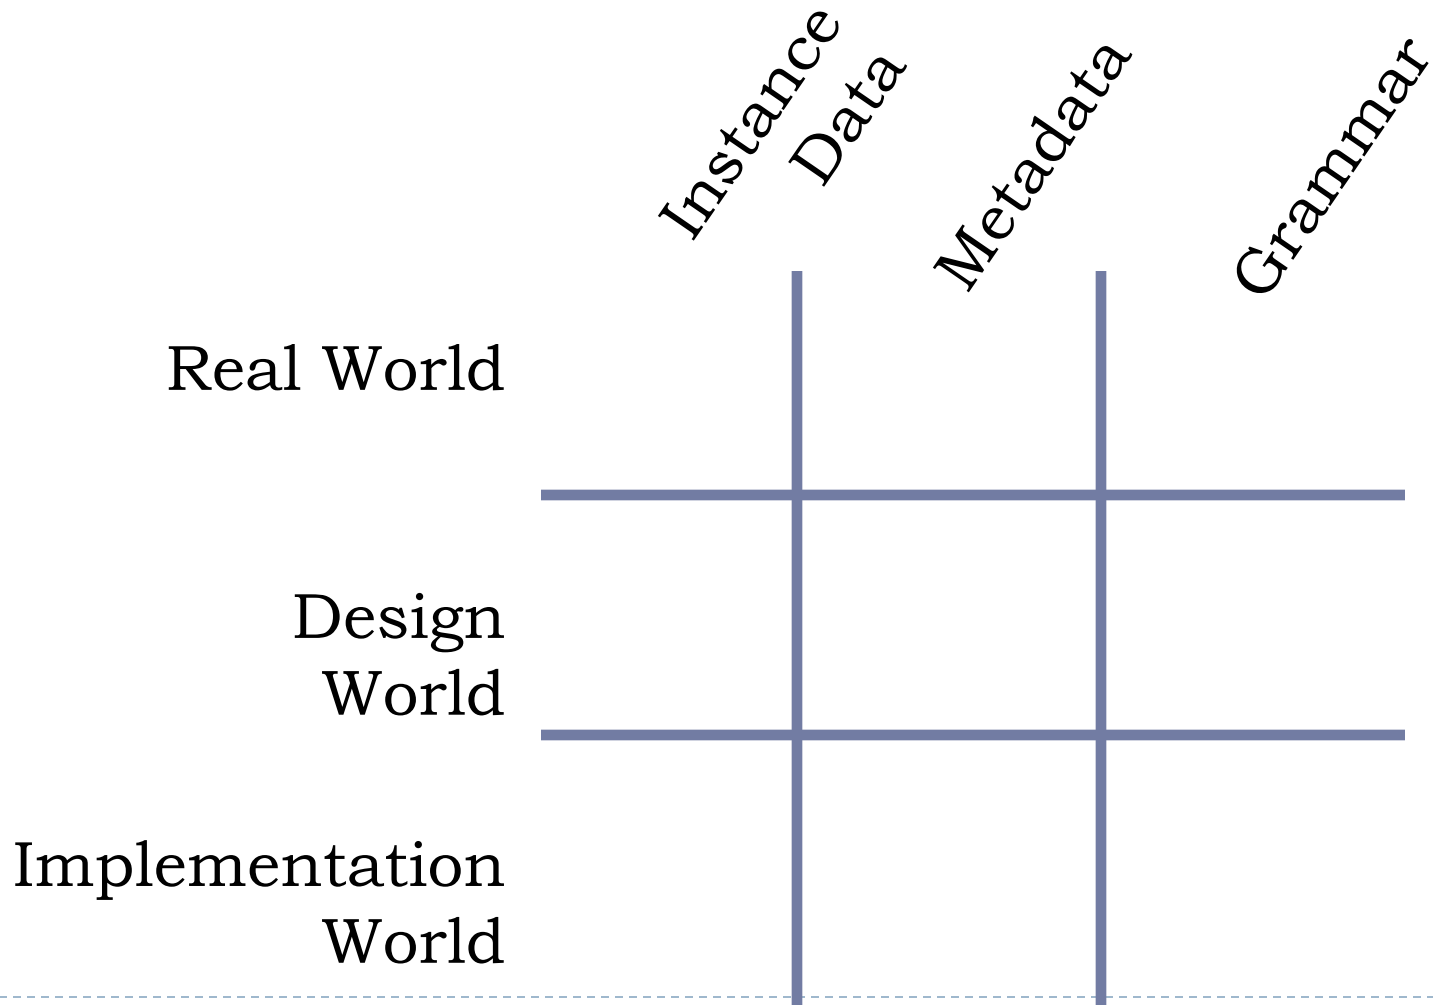 Instance
Data
Metadata
Grammar
Real World
Design
World
Implementation
World